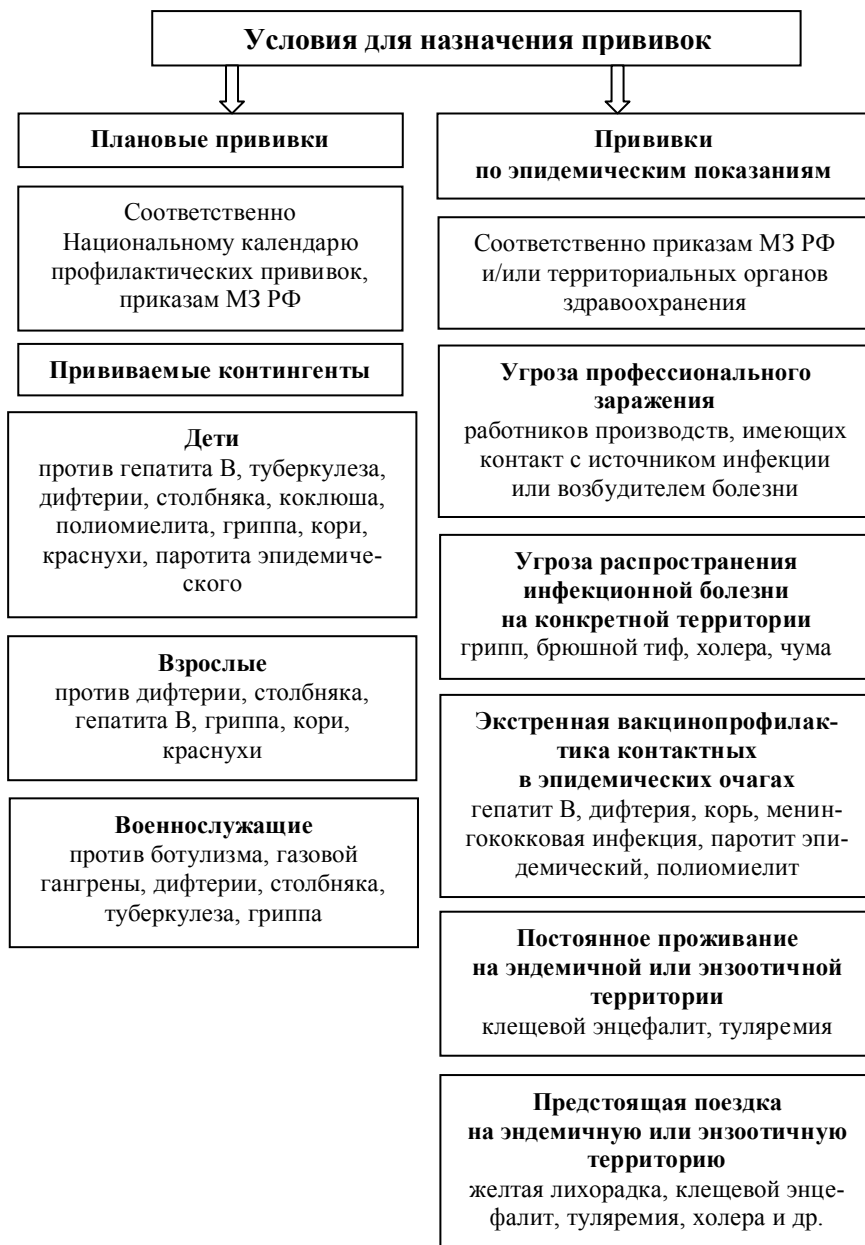 Условия для назначения прививок
Плановые прививки
Соответственно
Национальному календарю
профилактических прививок,
приказам МЗ РФ
Прививаемые контингенты
Дети
против гепатита В, туберкулеза,
дифтерии, столбняка, коклюша,
полиомиелита, гриппа, кори,
краснухи, паротита эпидемиче-
ского
Взрослые
против дифтерии, столбняка,
гепатита В, гриппа, кори,
краснухи
Военнослужащие
против ботулизма, газовой
гангрены, дифтерии, столбняка,
туберкулеза, гриппа
Прививки
по эпидемическим показаниям
Соответственно приказам МЗ РФ
и/или территориальных органов
здравоохранения
Угроза профессионального
заражения
работников производств, имеющих
контакт с источником инфекции
или возбудителем болезни
Угроза распространения
инфекционной болезни
на конкретной территории
грипп, брюшной тиф, холера, чума
Экстренная вакцинопрофилак-
тика контактных
в эпидемических очагах
гепатит В, дифтерия, корь, менин-
гококковая инфекция, паротит эпи-
демический, полиомиелит
Постоянное проживание
на эндемичной или энзоотичной
территории
клещевой энцефалит, туляремия
Предстоящая поездка
на эндемичную или энзоотичную
территорию
желтая лихорадка, клещевой энце-
фалит, туляремия, холера и др.